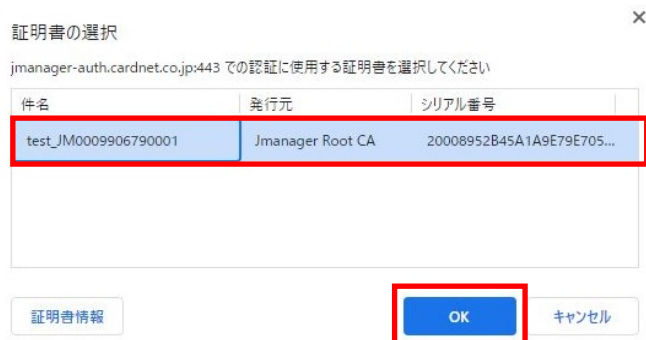 証明書の選択
jmanager-auth.cardnet.co.jp:443 での認証に使用する証明書を選択してください
件名 発行元 シリアル番号
test_JM0009906790001 Jmanager Root CA 20008952B45A1A9E79E705...
証明書情報 OK キャンセル